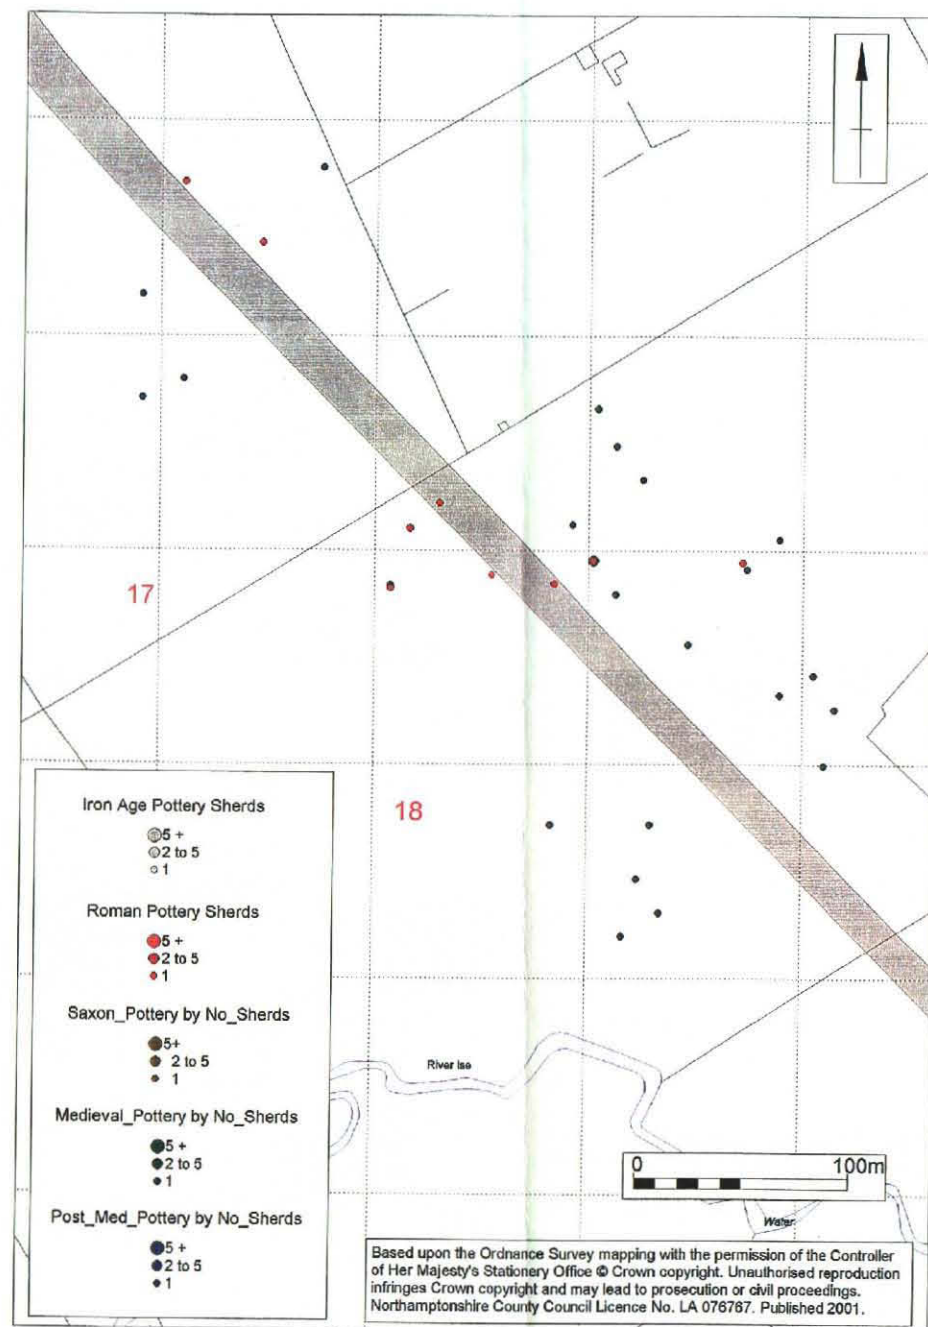 17
18
Iron Age Pottery Sherds
5 +
2 to 5
1
Roman Pottery Sherds
5 +
2 to 5
1
Saxon_Pottery by No_Sherds
5+
2 to 5
1
Medieval_Pottery by No_Sherds
5 +
2 to 5
1
Post_Med_Pottery by No_Sherds
5 +
2 to 5
1
River Ise
0 100m
Water
Based upon the Ordnance Survey mapping with the permission of the Controller
of Her Majesty's Stationery Office © Crown copyright. Unauthorised reproduction
infringes Crown copyright and may lead to prosecution or civil proceedings.
Northamptonshire County Council Licence No. LA 076767. Published 2001.